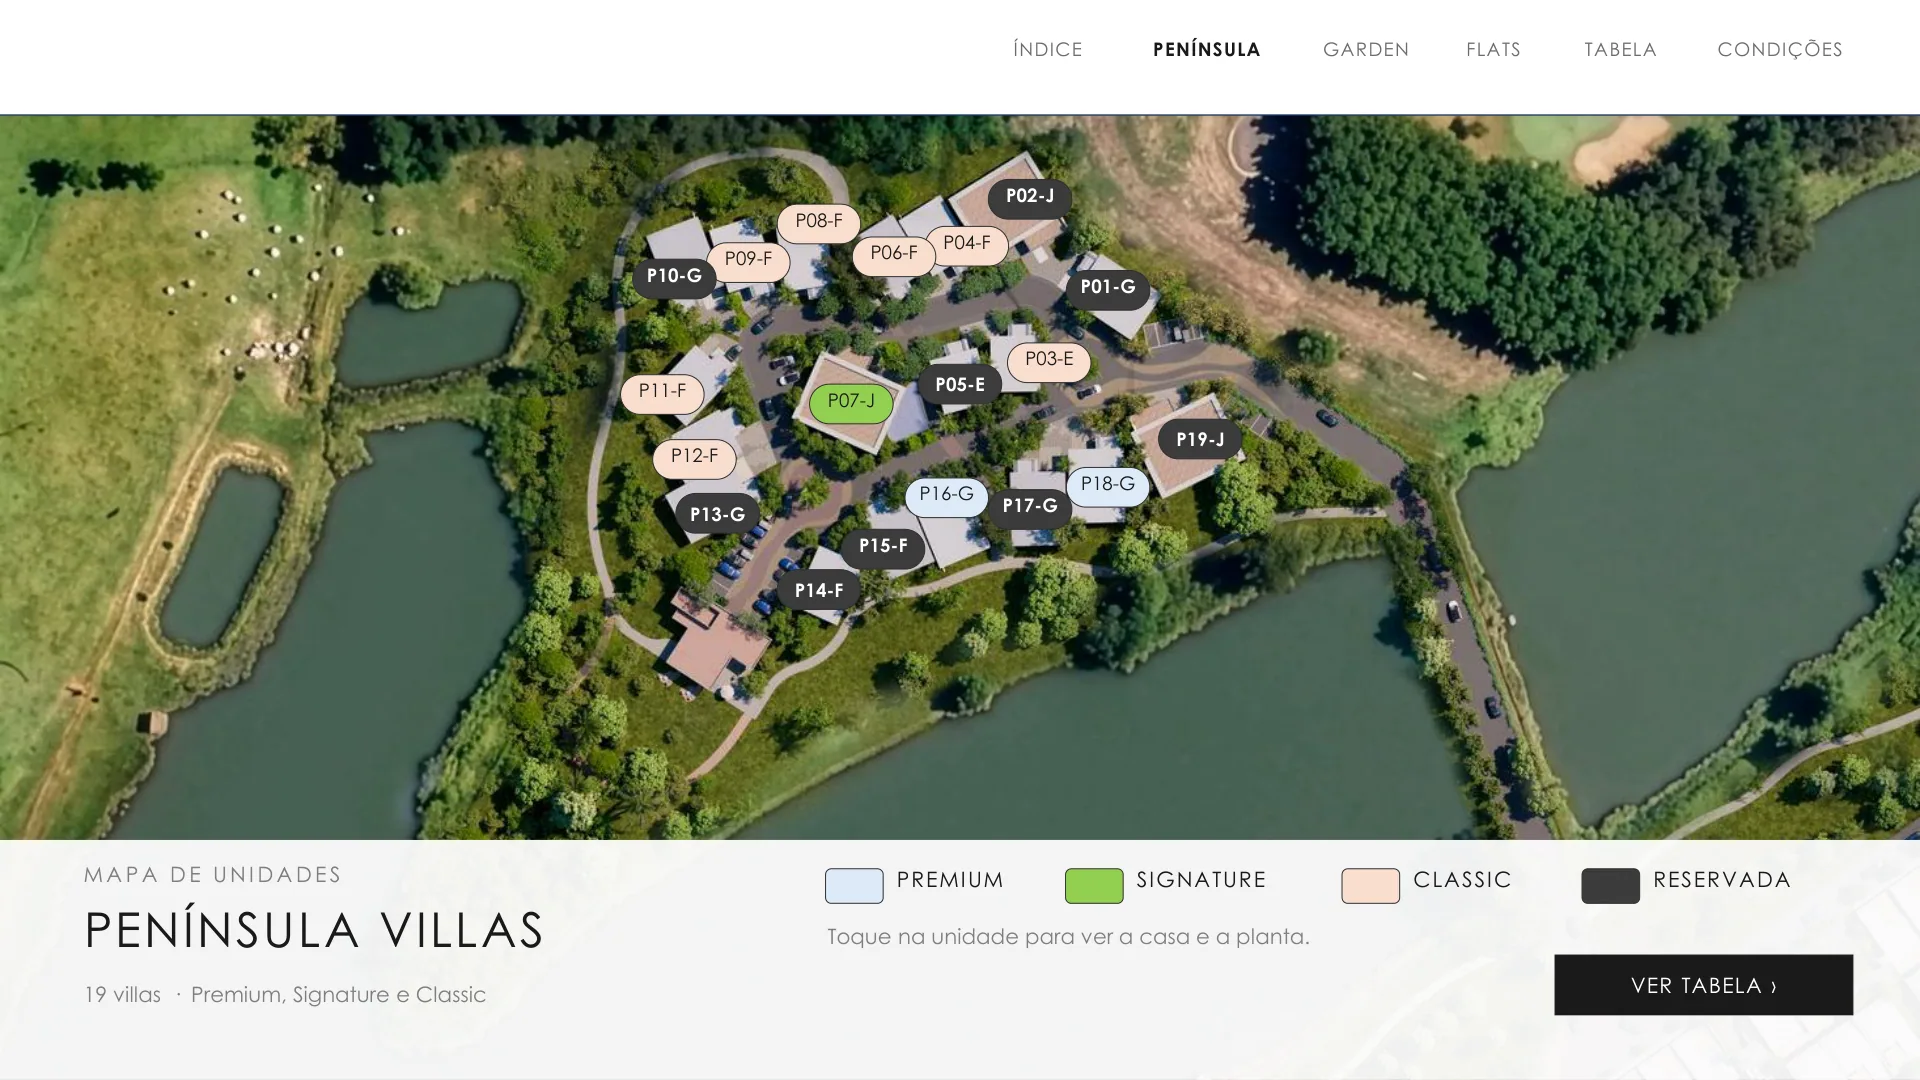 ÍNDICE PENÍNSULA GARDEN FLATS TABELA CONDIÇÕES
P02-J
P08-F
P04-F
P06-F
P09-F
P10-G
P01-G
P03-E
P05-E
P11-F
P07-J
P19-J
P12-F
P18-G
P16-G
P17-G
P13-G
P15-F
P14-F
MAPA DE UNIDADES
PENÍNSULA VILLAS
19 villas · Premium, Signature e Classic
PREMIUM SIGNATURE CLASSIC RESERVADA
Toque na unidade para ver a casa e a planta.
VER TABELA ›